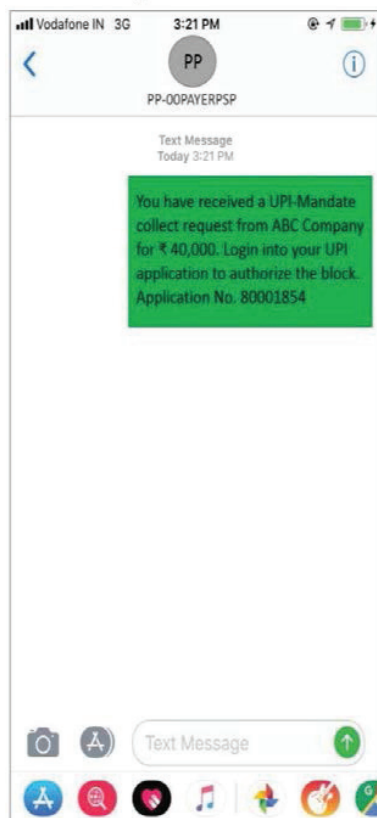 Vodafone IN 3G 3:21 PM
PP
PP-00PAYERPSP
Text Message
Today 3:21 PM
You have received a UPI-Mandate
collect request from ABC Company
for ₹ 40,000. Login into your UPI
application to authorize the block.
Application No. 80001854
Text Message
G